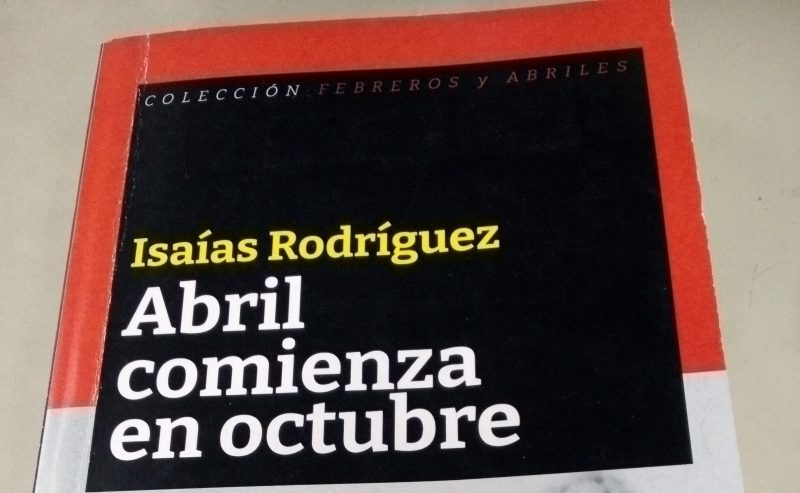 COLECCIÓN FEBREROS y ABRILES
Isaías Rodríguez
Abril
comienza
en octubre